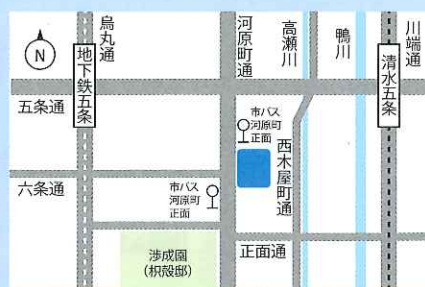 烏丸通
河原町通
高瀬川
鴨川
川端通
N
地下鉄五条
清水五条
五条通
市バス
河原町
正面
西木屋町通
六条通
市バス
河原町
正面
渉成園
(枳殻邸)
正面通